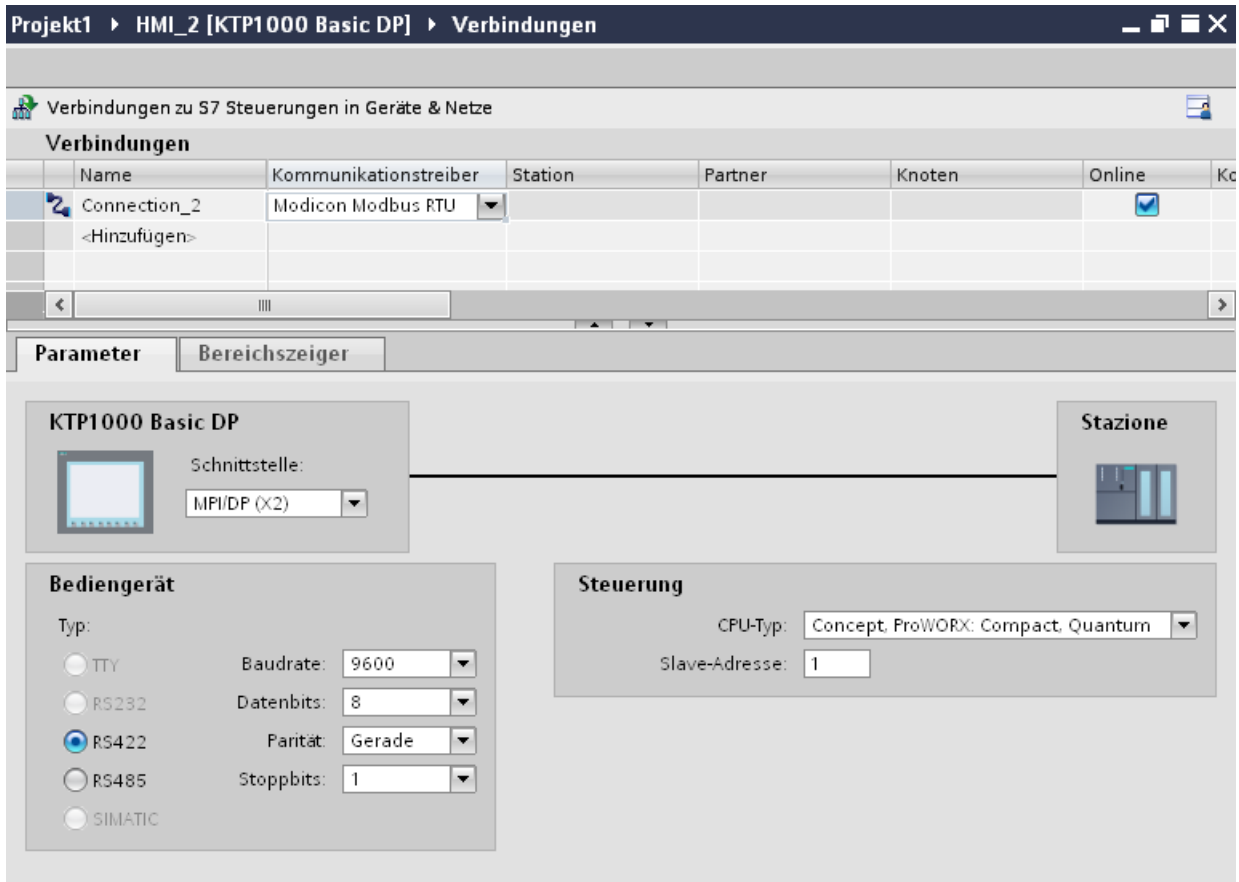 Projekt1 ▸ HMI_2 [KTP1000 Basic DP] ▸ Verbindungen
Verbindungen zu S7 Steuerungen in Geräte & Netze
Verbindungen
Name Kommunikationstreiber Station Partner Knoten Online Ko
Connection_2 Modicon Modbus RTU
<Hinzufügen>
Parameter Bereichszeiger
KTP1000 Basic DP Stazione
Schnittstelle:
MPI/DP (X2)
Bediengerät Steuerung
Typ: CPU-Typ: Concept, ProWORX: Compact, Quantum
TTY Baudrate: 9600 Slave-Adresse: 1
RS232 Datenbits: 8
RS422 Parität: Gerade
RS485 Stoppbits: 1
SIMATIC